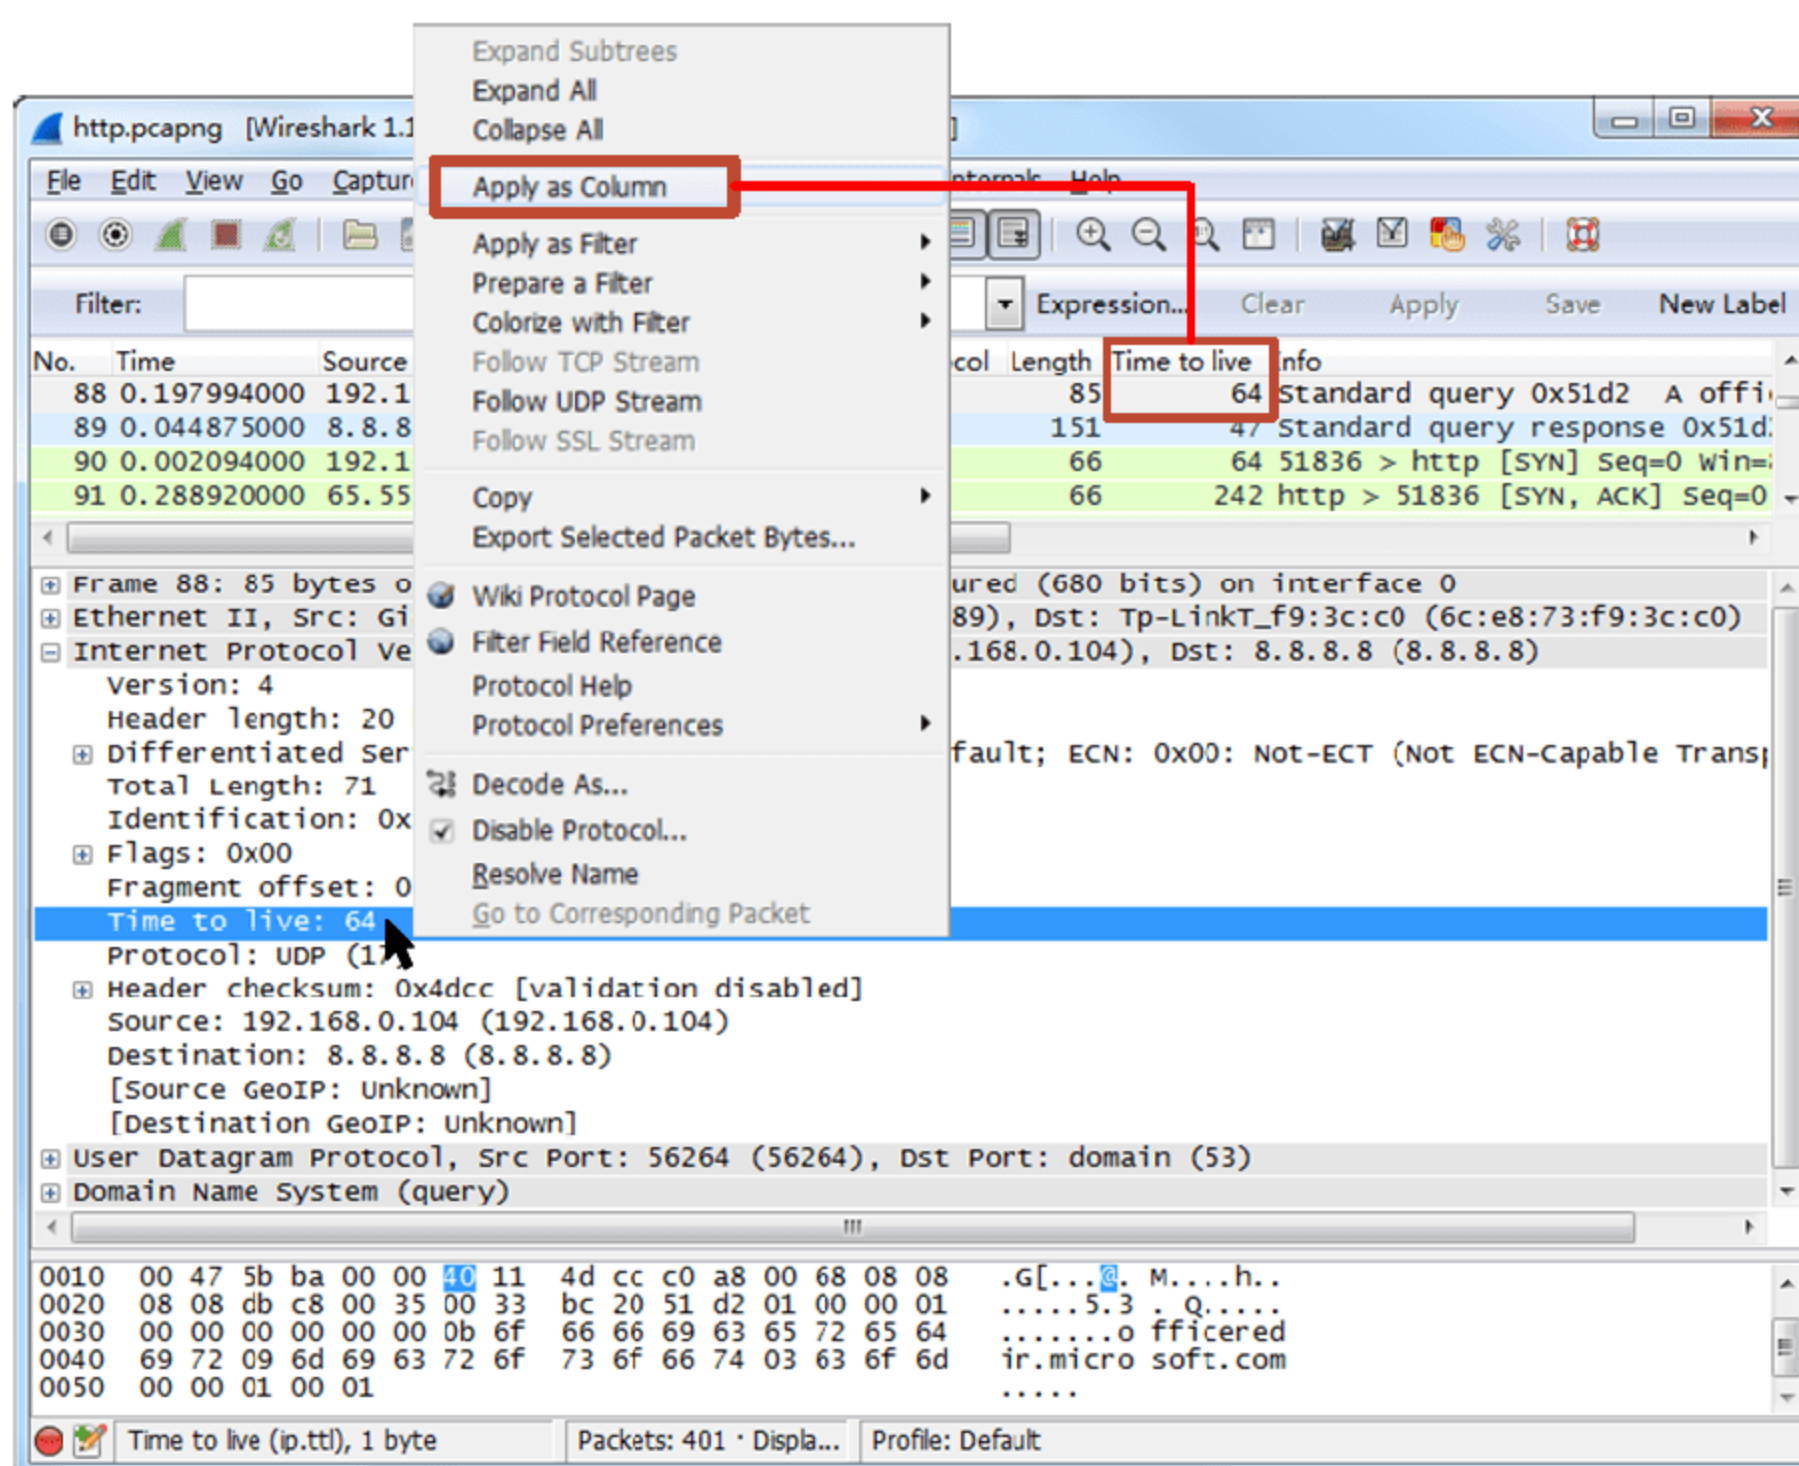 Expand Subtrees
Expand All
Collapse All
Apply as Column
Apply as Filter
Prepare a Filter
Colorize with Filter
Follow TCP Stream
Follow UDP Stream
Follow SSL Stream
Copy
Export Selected Packet Bytes...
Wiki Protocol Page
Filter Field Reference
Protocol Help
Protocol Preferences
Decode As...
Disable Protocol...
Resolve Name
Go to Corresponding Packet
http.pcapng [Wireshark 1.1 ]
File Edit View Go Captur nternals Help
Filter: Expression... Clear Apply Save New Label
No. Time Source col Length Time to live Info
88 0.197994000 192.1 85 64 Standard query 0x51d2 A offi
89 0.044875000 8.8.8 151 47 Standard query response 0x51d
90 0.002094000 192.1 66 64 51836 > http [SYN] Seq=0 Win=
91 0.288920000 65.55 66 242 http > 51836 [SYN, ACK] Seq=0
Frame 88: 85 bytes o ured (680 bits) on interface 0
Ethernet II, Src: Gi 89), Dst: Tp-LinkT_f9:3c:c0 (6c:e8:73:f9:3c:c0)
Internet Protocol Ve .168.0.104), Dst: 8.8.8.8 (8.8.8.8)
Version: 4
Header length: 20
Differentiated Ser fault; ECN: 0x00: Not-ECT (Not ECN-Capable Transp
Total Length: 71
Identification: 0x
Flags: 0x00
Fragment offset: 0
Time to live: 64
Protocol: UDP (17)
Header checksum: 0x4dcc [validation disabled]
Source: 192.168.0.104 (192.168.0.104)
Destination: 8.8.8.8 (8.8.8.8)
[Source GeoIP: Unknown]
[Destination GeoIP: Unknown]
User Datagram Protocol, Src Port: 56264 (56264), Dst Port: domain (53)
Domain Name System (query)
0010 00 47 5b ba 00 00 40 11 4d cc c0 a8 00 68 08 08 .G[...@. M....h..
0020 08 08 db c8 00 35 00 33 bc 20 51 d2 01 00 00 01 .....5.3 . Q.....
0030 00 00 00 00 00 00 0b 6f 66 66 69 63 65 72 65 64 .......o fficered
0040 69 72 09 6d 69 63 72 6f 73 6f 66 74 03 63 6f 6d ir.micro soft.com
0050 00 00 01 00 01 .....
Time to live (ip.ttl), 1 byte Packets: 401 · Displa... Profile: Default